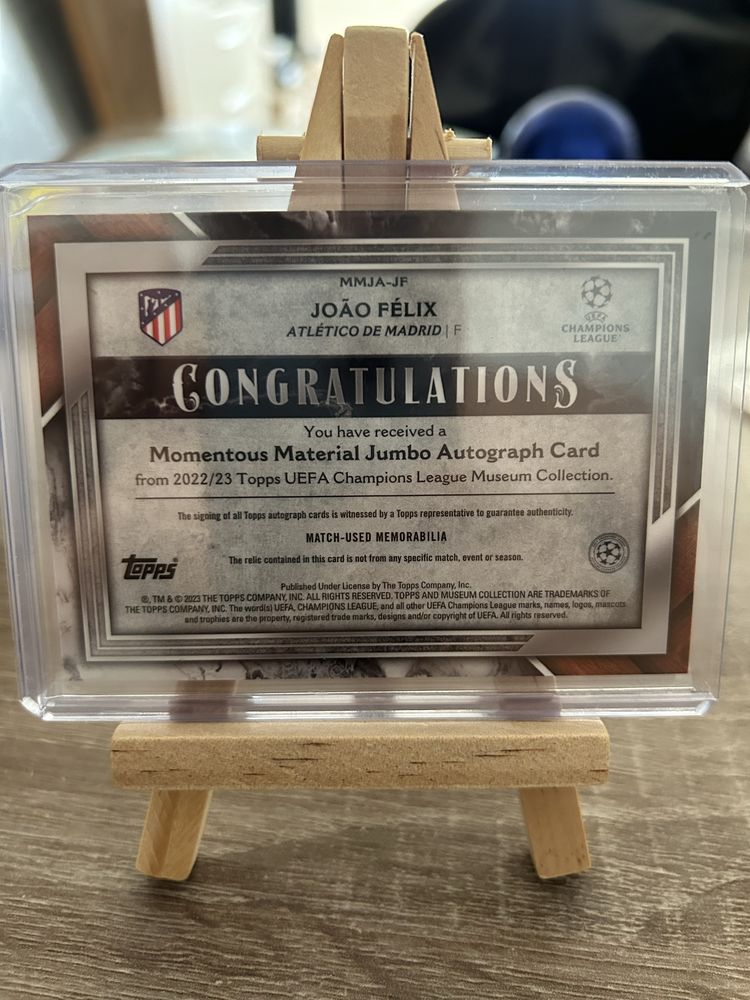 MMJA-JF
JOÃO FÉLIX
ATLÉTICO DE MADRID | F
UEFA
CHAMPIONS
LEAGUE
CONGRATULATIONS
You have received a
Momentous Material Jumbo Autograph Card
from 2022/23 Topps UEFA Champions League Museum Collection.
The signing of all Topps autograph cards is witnessed by a Topps representative to guarantee authenticity.
MATCH-USED MEMORABILIA
The relic contained in this card is not from any specific match, event or season.
Topps
Published Under License by The Topps Company, Inc.
®, TM & © 2023 THE TOPPS COMPANY, INC. ALL RIGHTS RESERVED. TOPPS AND MUSEUM COLLECTION ARE TRADEMARKS OF
THE TOPPS COMPANY, INC. The word(s) UEFA, CHAMPIONS LEAGUE, and all other UEFA Champions League marks, names, logos, mascots
and trophies are the property, registered trade marks, designs and/or copyright of UEFA. All rights reserved.